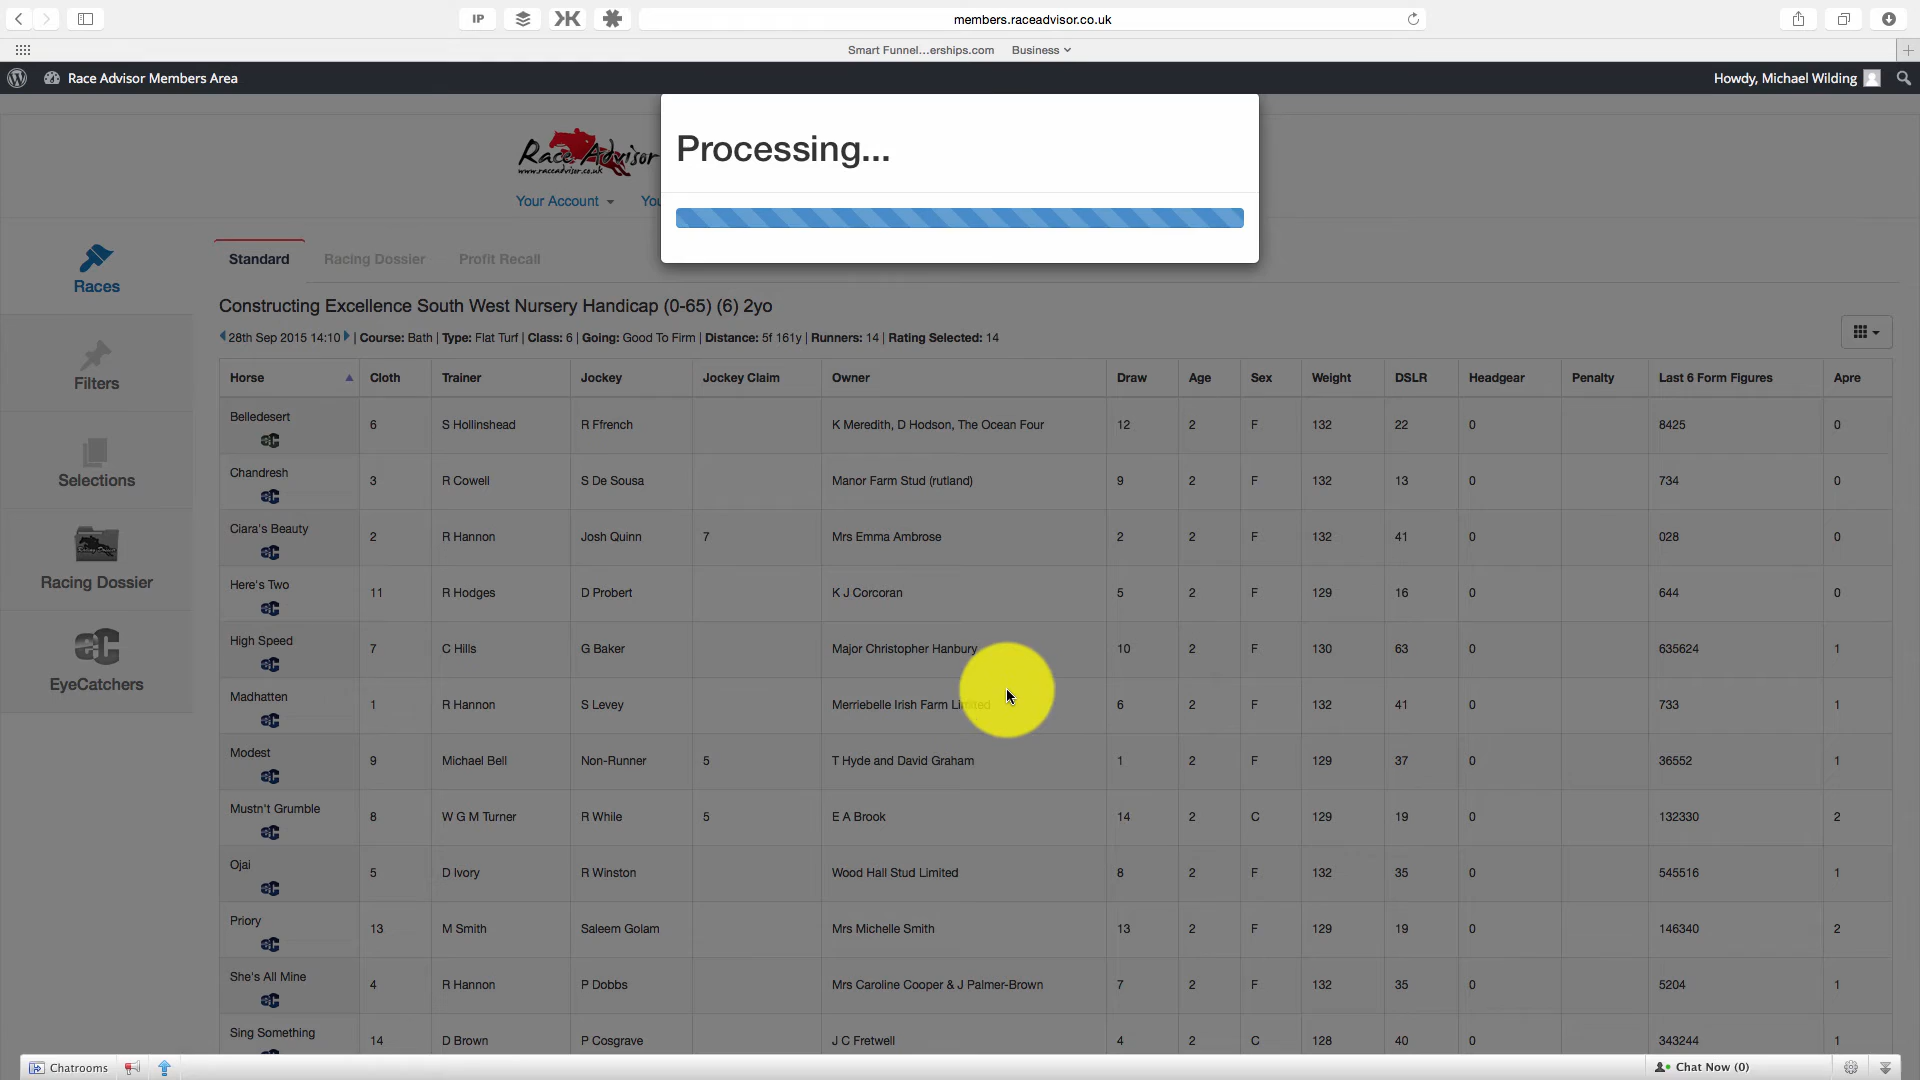 IP
members.raceadvisor.co.uk
Smart Funnel...erships.com Business
Race Advisor Members Area
Howdy, Michael Wilding
Processing...
Race Advisor
www.raceadvisor.co.uk
Your Account
Races
Filters
Selections
Racing Dossier
EyeCatchers
Standard Racing Dossier Profit Recall
Constructing Excellence South West Nursery Handicap (0-65) (6) 2yo
28th Sep 2015 14:10 | Course: Bath | Type: Flat Turf | Class: 6 | Going: Good To Firm | Distance: 5f 161y | Runners: 14 | Rating Selected: 14
Horse Cloth Trainer Jockey Jockey Claim Owner Draw Age Sex Weight DSLR Headgear Penalty Last 6 Form Figures Apre
Belledesert 6 S Hollinshead R Ffrench K Meredith, D Hodson, The Ocean Four 12 2 F 132 22 0 8425 0
Chandresh 3 R Cowell S De Sousa Manor Farm Stud (rutland) 9 2 F 132 13 0 734 0
Ciara's Beauty 2 R Hannon Josh Quinn 7 Mrs Emma Ambrose 2 2 F 132 41 0 028 0
Here's Two 11 R Hodges D Probert K J Corcoran 5 2 F 129 16 0 644 0
High Speed 7 C Hills G Baker Major Christopher Hanbury 10 2 F 130 63 0 635624 1
Madhatten 1 R Hannon S Levey Merriebelle Irish Farm Limited 6 2 F 132 41 0 733 1
Modest 9 Michael Bell Non-Runner 5 T Hyde and David Graham 1 2 F 129 37 0 36552 1
Mustn't Grumble 8 W G M Turner R While 5 E A Brook 14 2 C 129 19 0 132330 2
Ojai 5 D Ivory R Winston Wood Hall Stud Limited 8 2 F 132 35 0 545516 1
Priory 13 M Smith Saleem Golam Mrs Michelle Smith 13 2 F 129 19 0 146340 2
She's All Mine 4 R Hannon P Dobbs Mrs Caroline Cooper & J Palmer-Brown 7 2 F 132 35 0 5204 1
Sing Something 14 D Brown P Cosgrave J C Fretwell 4 2 C 128 40 0 343244 1
Chatrooms
Chat Now (0)